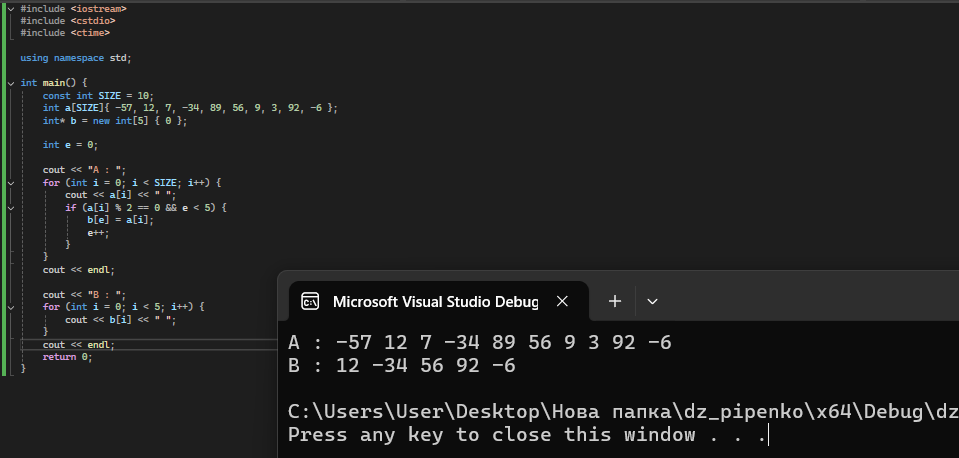 #include <iostream>
#include <cstdio>
#include <ctime>
using namespace std;
int main() {
const int SIZE = 10;
int a[SIZE]{ -57, 12, 7, -34, 89, 56, 9, 3, 92, -6 };
int* b = new int[5] { 0 };
int e = 0;
cout << "A : ";
for (int i = 0; i < SIZE; i++) {
cout << a[i] << " ";
if (a[i] % 2 == 0 && e < 5) {
b[e] = a[i];
e++;
}
}
cout << endl;
cout << "B : ";
for (int i = 0; i < 5; i++) {
cout << b[i] << " ";
}
cout << endl;
return 0;
}
Microsoft Visual Studio Debug
A : -57 12 7 -34 89 56 9 3 92 -6
B : 12 -34 56 92 -6
C:\Users\User\Desktop\Нова папка\dz_pipenko\x64\Debug\dz
Press any key to close this window . . .